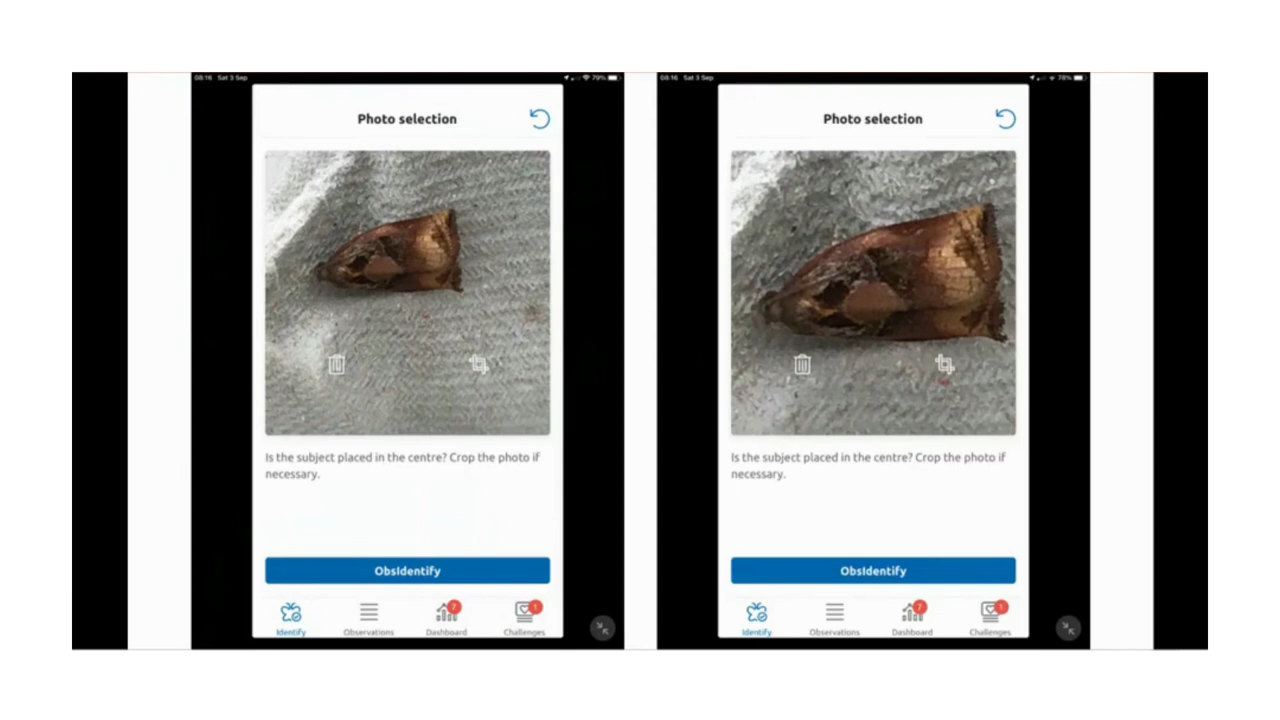 08:16 Sat 3 Sep
79%
Photo selection
Is the subject placed in the centre? Crop the photo if
necessary.
ObsIdentify
7
1
Identify
Observations
Dashboard
Challenges
08:16 Sat 3 Sep
78%
Photo selection
Is the subject placed in the centre? Crop the photo if
necessary.
ObsIdentify
7
1
Identify
Observations
Dashboard
Challenges